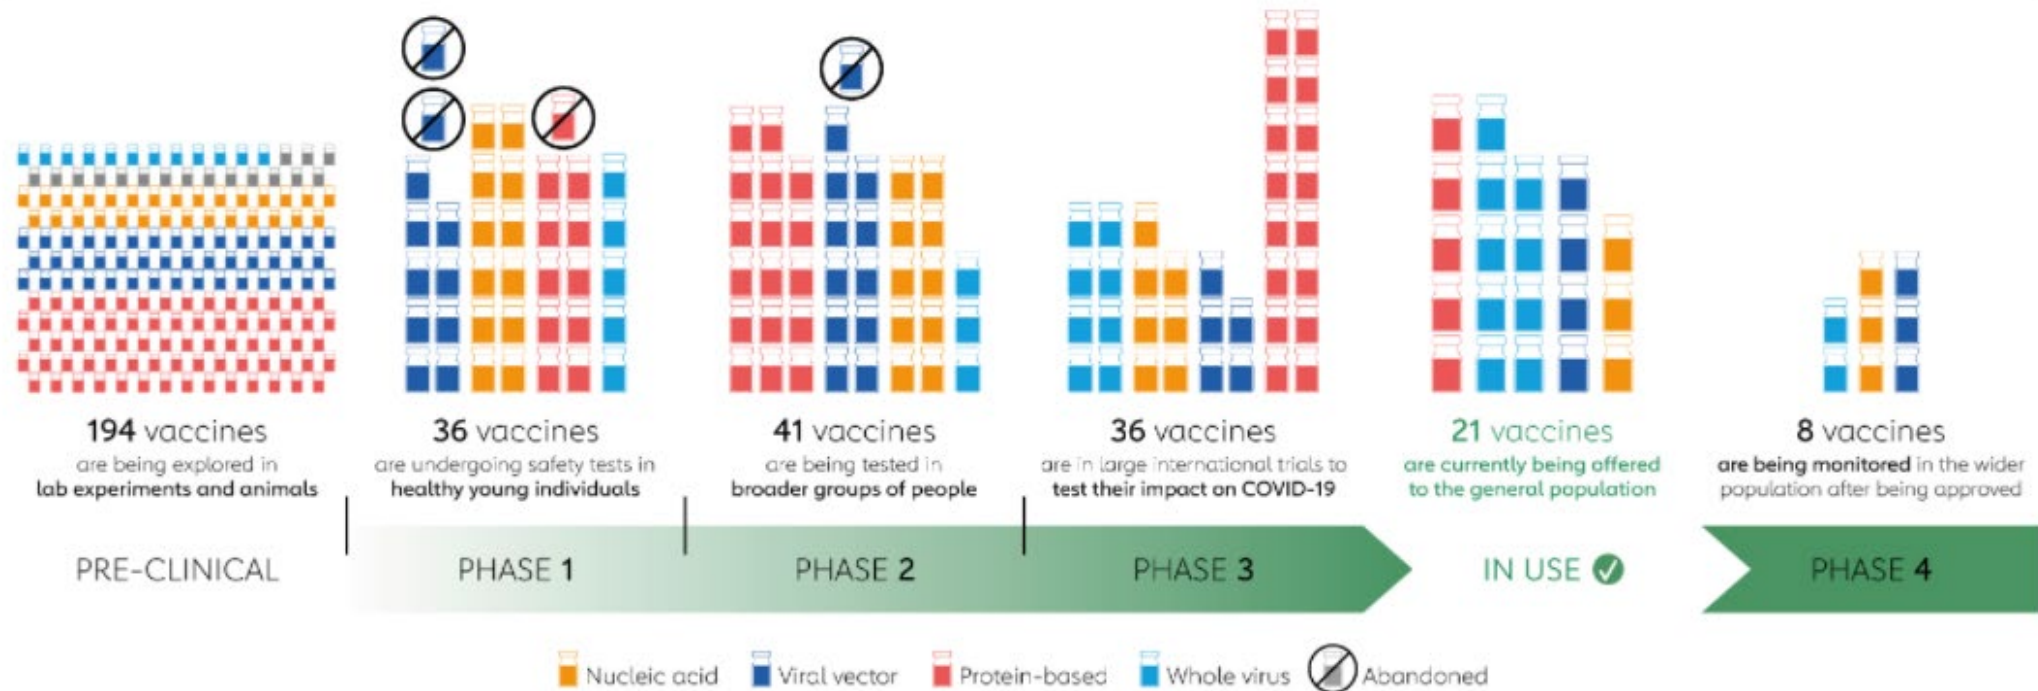 194 vaccines
are being explored in
lab experiments and animals
36 vaccines
are undergoing safety tests in
healthy young individuals
41 vaccines
are being tested in
broader groups of people
36 vaccines
are in large international trials to
test their impact on COVID-19
21 vaccines
are currently being offered
to the general population
8 vaccines
are being monitored in the wider
population after being approved
PRE-CLINICAL
PHASE 1
PHASE 2
PHASE 3
IN USE
PHASE 4
Nucleic acid
Viral vector
Protein-based
Whole virus
Abandoned